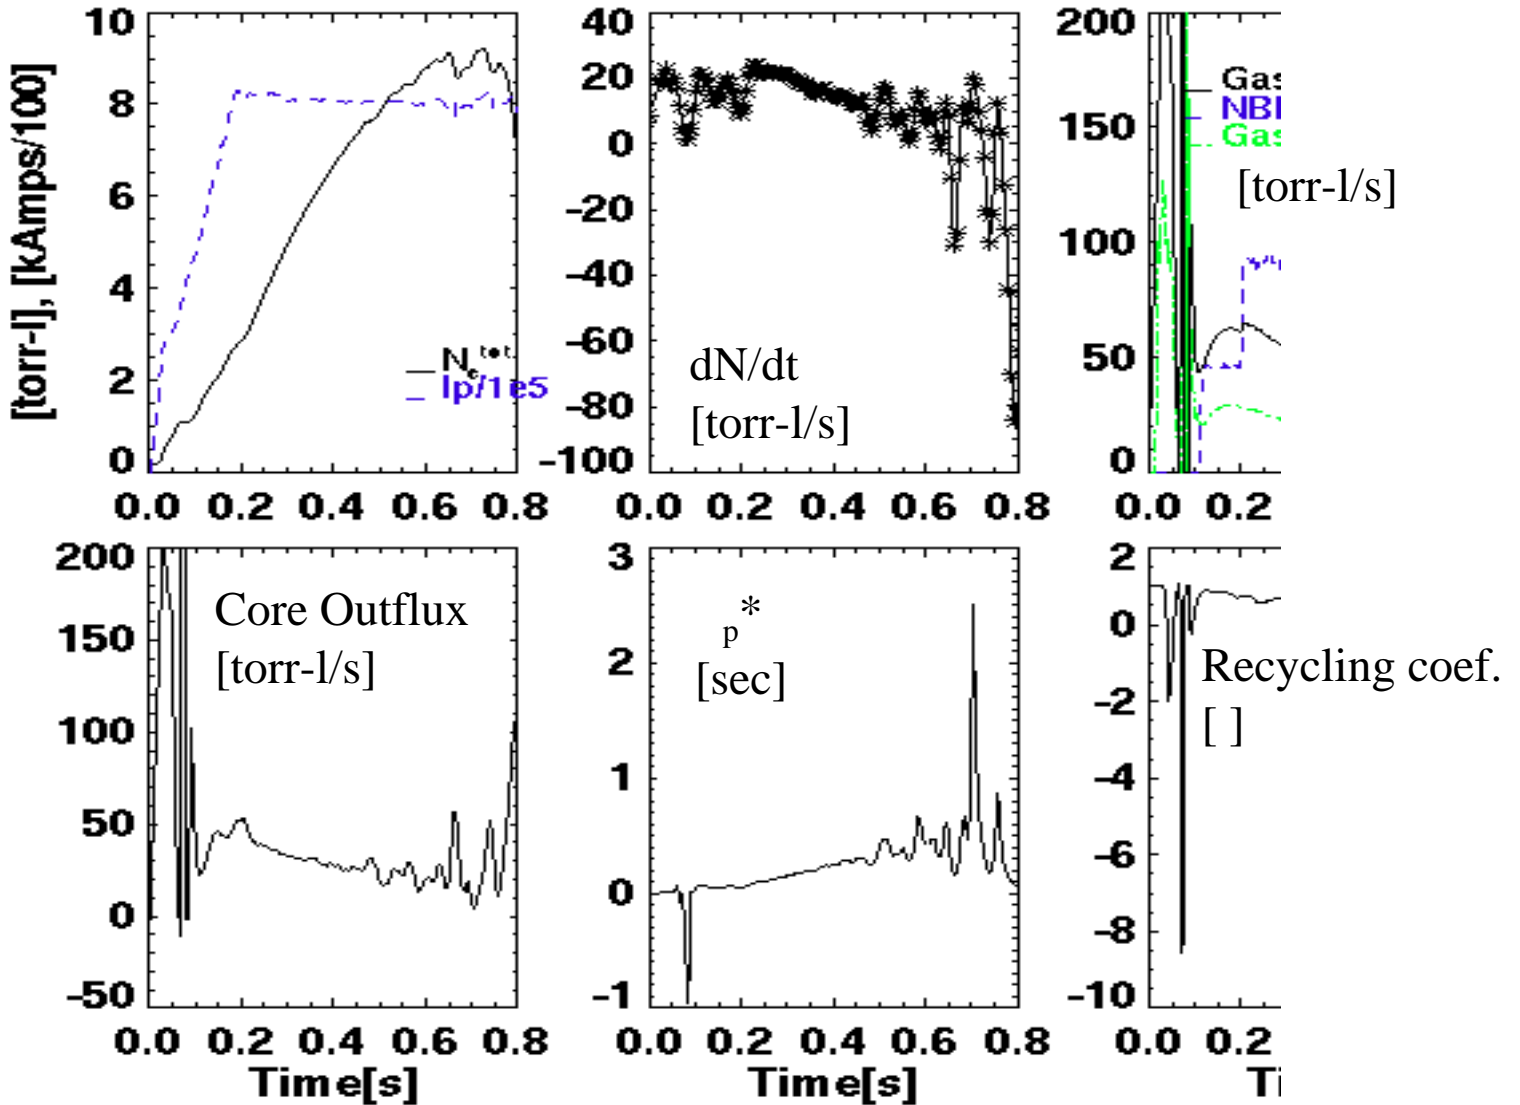 [torr-l], [kAmps/100]
10
8
6
4
2
0
N_e^tot
Ip/1e5
0.0 0.2 0.4 0.6 0.8
40
20
0
-20
-40
-60
-80
-100
dN/dt
[torr-l/s]
0.0 0.2 0.4 0.6 0.8
200
150
100
50
0
Gas
NBI
Gas
[torr-l/s]
0.0 0.2
200
150
100
50
0
-50
Core Outflux
[torr-l/s]
0.0 0.2 0.4 0.6 0.8
Time[s]
3
2
1
0
-1
p*
[sec]
0.0 0.2 0.4 0.6 0.8
Time[s]
2
0
-2
-4
-6
-8
-10
Recycling coef.
[ ]
0.0 0.2
Ti